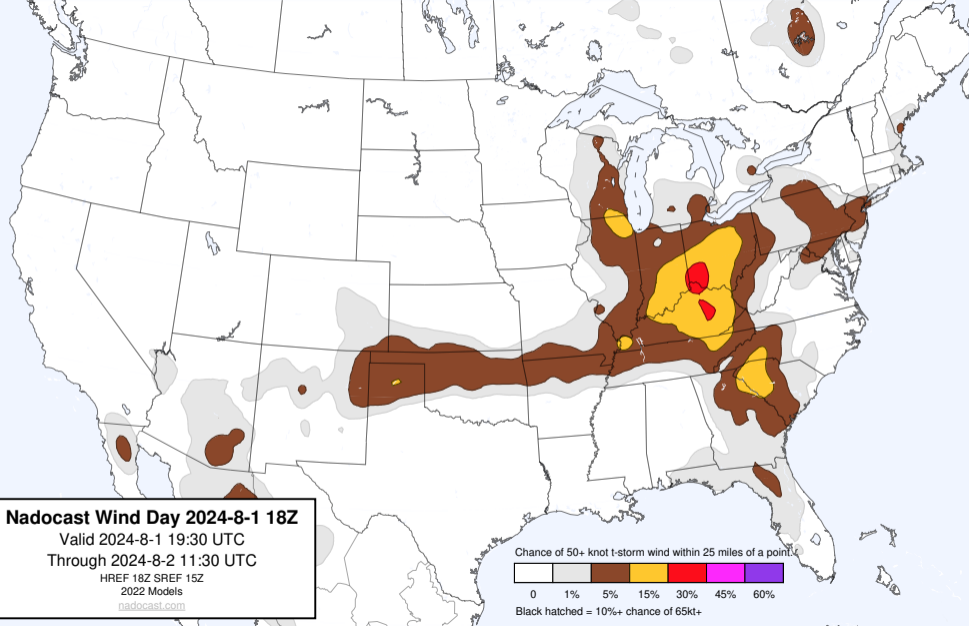 Nadocast Wind Day 2024-8-1 18Z
Valid 2024-8-1 19:30 UTC
Through 2024-8-2 11:30 UTC
HREF 18Z SREF 15Z
2022 Models
nadocast.com
Chance of 50+ knot t-storm wind within 25 miles of a point.
0 1% 5% 15% 30% 45% 60%
Black hatched = 10%+ chance of 65kt+